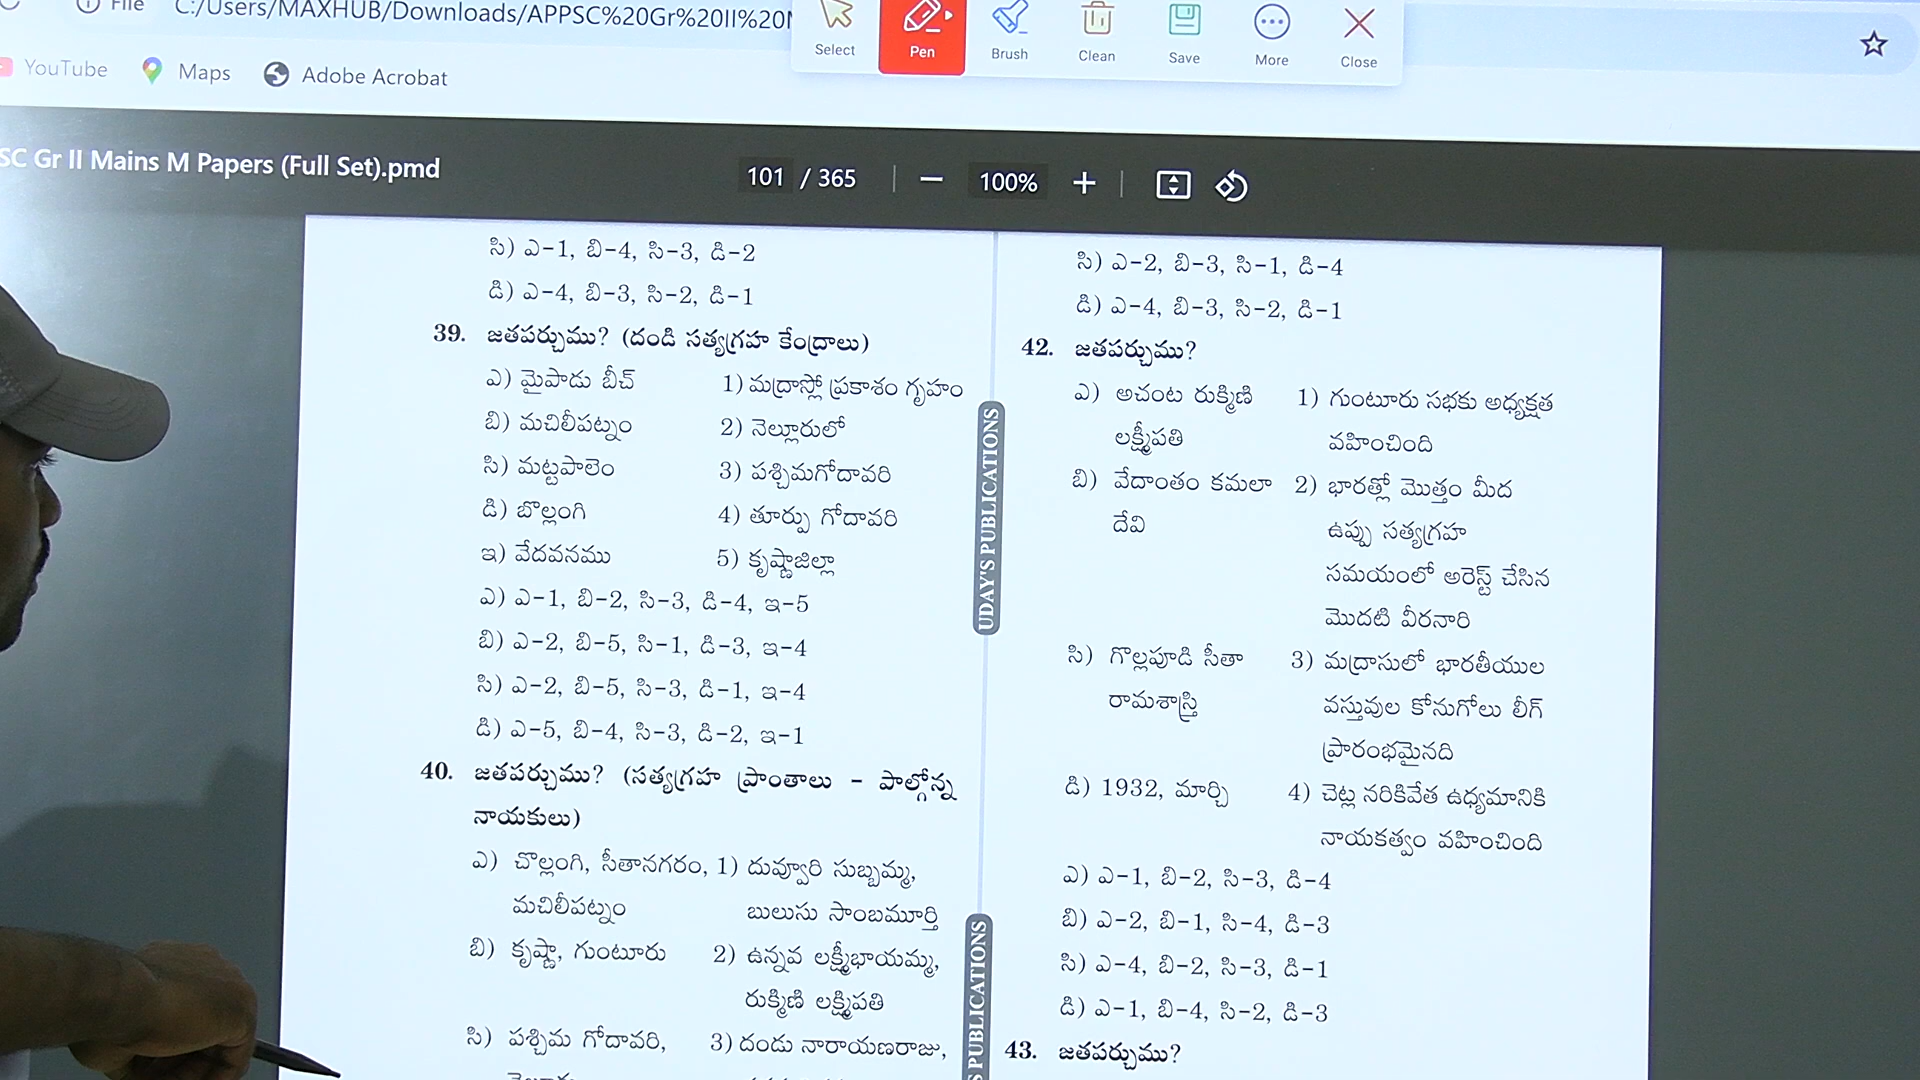 File C:/Users/MAXHUB/Downloads/APPSC%20Gr%20II%20
Select
Pen
Brush
Clean
Save
More
Close
YouTube
Maps
Adobe Acrobat
SC Gr II Mains M Papers (Full Set).pmd
101 / 365
100%
సి) ఎ-1, బి-4, సి-3, డి-2
డి) ఎ-4, బి-3, సి-2, డి-1
39. జతపర్చుము? (దండి సత్యగ్రహ కేంద్రాలు)
ఎ) మైపాడు బీచ్ 1) మద్రాస్లో ప్రకాశం గృహం
బి) మచిలీపట్నం 2) నెల్లూరులో
సి) మట్టపాలెం 3) పశ్చిమగోదావరి
డి) బొల్లంగి 4) తూర్పు గోదావరి
ఇ) వేదవనము 5) కృష్ణాజిల్లా
ఎ) ఎ-1, బి-2, సి-3, డి-4, ఇ-5
బి) ఎ-2, బి-5, సి-1, డి-3, ఇ-4
సి) ఎ-2, బి-5, సి-3, డి-1, ఇ-4
డి) ఎ-5, బి-4, సి-3, డి-2, ఇ-1
40. జతపర్చుము? (సత్యగ్రహ ప్రాంతాలు - పాల్గోన్న
నాయకులు)
ఎ) చొల్లంగి, సీతానగరం, 1) దువ్వూరి సుబ్బమ్మ,
మచిలీపట్నం బులుసు సాంబమూర్తి
బి) కృష్ణా, గుంటూరు 2) ఉన్నవ లక్ష్మీభాయమ్మ,
రుక్మిణి లక్ష్మిపతి
సి) పశ్చిమ గోదావరి, 3) దండు నారాయణరాజు,
UDAY'S PUBLICATIONS
PUBLICATIONS
సి) ఎ-2, బి-3, సి-1, డి-4
డి) ఎ-4, బి-3, సి-2, డి-1
42. జతపర్చుము?
ఎ) అచంట రుక్మిణి 1) గుంటూరు సభకు అధ్యక్షత
లక్ష్మీపతి వహించింది
బి) వేదాంతం కమలా 2) భారత్లో మొత్తం మీద
దేవి ఉప్పు సత్యగ్రహ
సమయంలో అరెస్ట్ చేసిన
మొదటి వీరనారి
సి) గొల్లపూడి సీతా 3) మద్రాసులో భారతీయుల
రామశాస్త్రి వస్తువుల కోనుగోలు లీగ్
ప్రారంభమైనది
డి) 1932, మార్చి 4) చెట్ల నరికివేత ఉధ్యమానికి
నాయకత్వం వహించింది
ఎ) ఎ-1, బి-2, సి-3, డి-4
బి) ఎ-2, బి-1, సి-4, డి-3
సి) ఎ-4, బి-2, సి-3, డి-1
డి) ఎ-1, బి-4, సి-2, డి-3
43. జతపర్చుము?